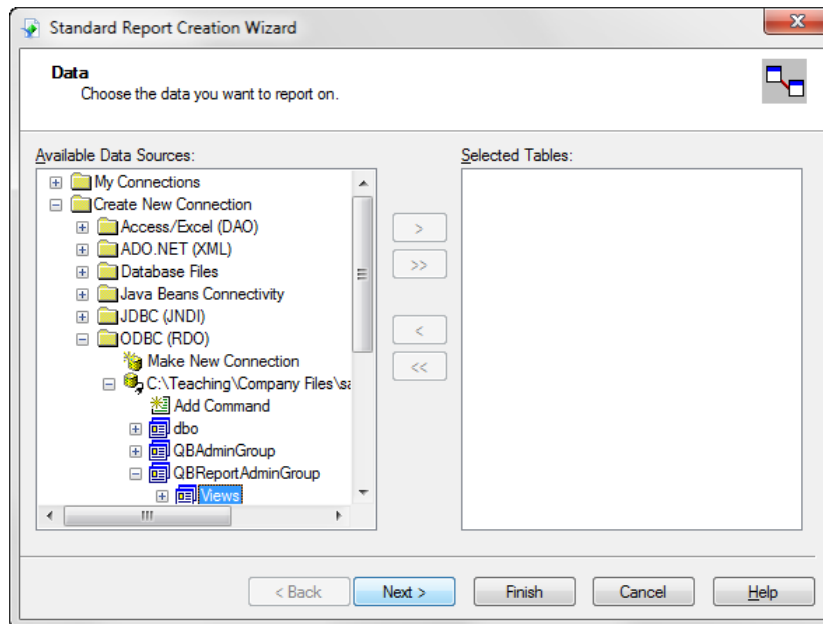 Standard Report Creation Wizard
Data
Choose the data you want to report on.
Available Data Sources:
Selected Tables:
My Connections
Create New Connection
Access/Excel (DAO)
ADO.NET (XML)
Database Files
Java Beans Connectivity
JDBC (JNDI)
ODBC (RDO)
Make New Connection
C:\Teaching\Company Files\sa
Add Command
dbo
QBAdminGroup
QBReportAdminGroup
Views
>
>>
<
<<
< Back
Next >
Finish
Cancel
Help